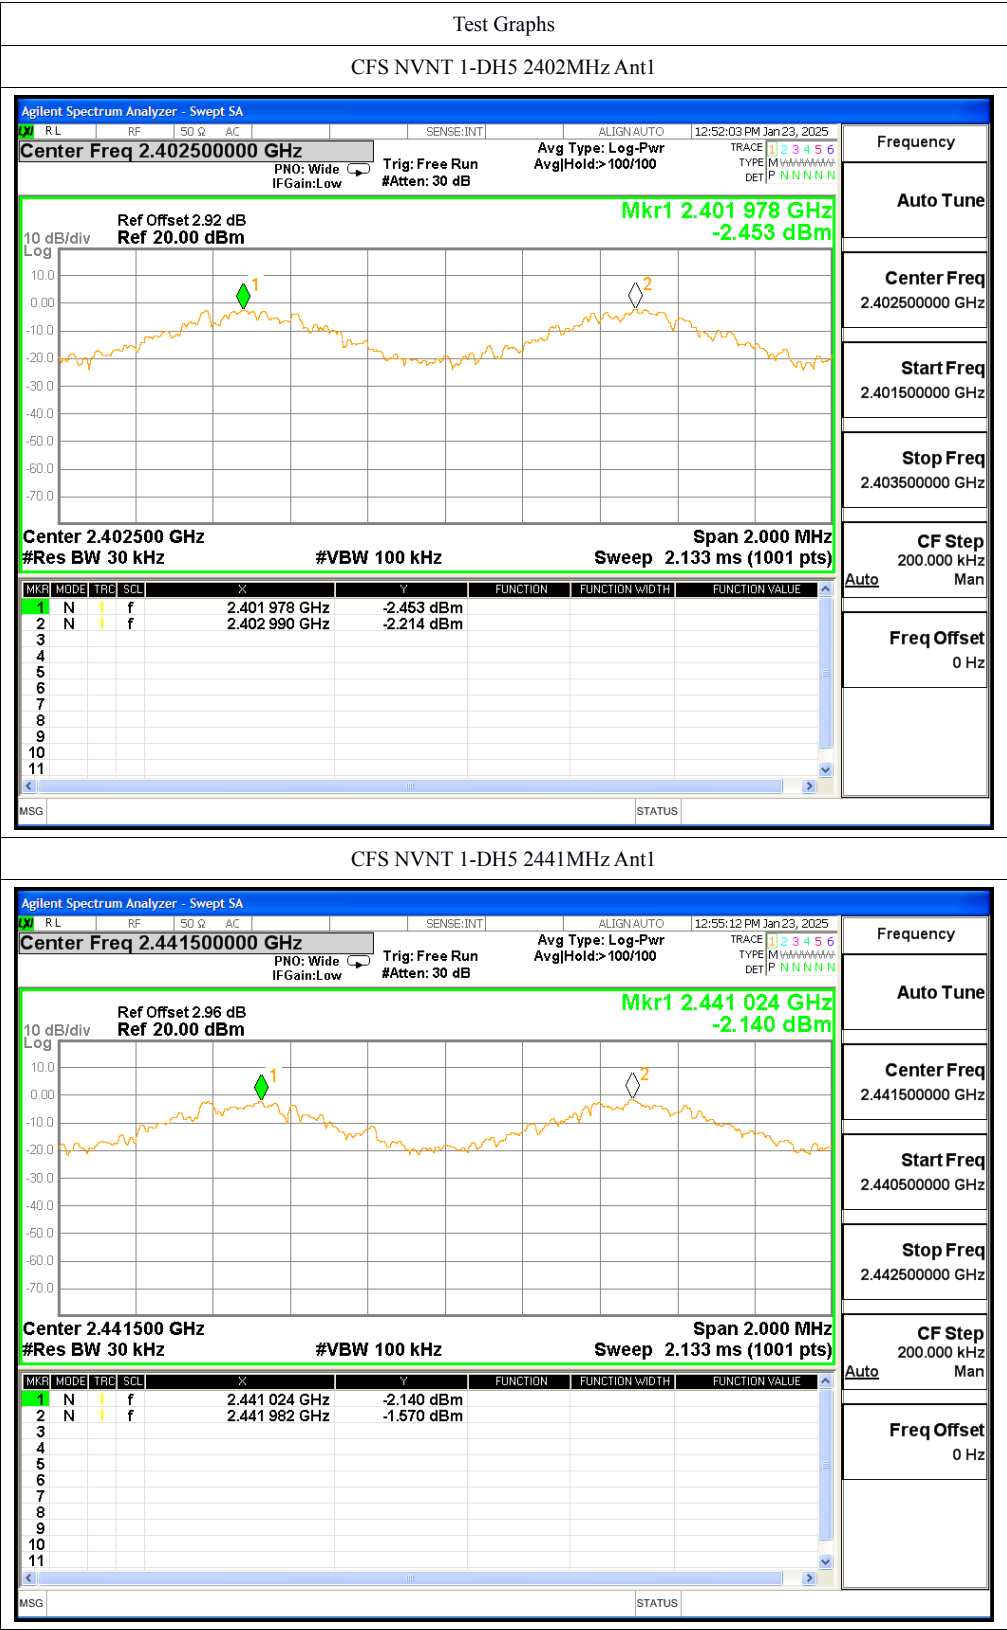 Test Graphs
CFS NVNT 1-DH5 2402MHz Ant1
Agilent Spectrum Analyzer - Swept SA
LXI RL RF 50 Ω AC SENSE:INT ALIGN AUTO 12:52:03 PM Jan 23, 2025
Center Freq 2.402500000 GHz
PNO: Wide
IFGain:Low
Trig: Free Run
#Atten: 30 dB
Avg Type: Log-Pwr
Avg|Hold:>100/100
TRACE 1 2 3 4 5 6
TYPE M
DET P N N N N N
Ref Offset 2.92 dB
10 dB/div Ref 20.00 dBm
Log
Mkr1 2.401 978 GHz
-2.453 dBm
1
2
10.0
0.00
-10.0
-20.0
-30.0
-40.0
-50.0
-60.0
-70.0
Center 2.402500 GHz Span 2.000 MHz
#Res BW 30 kHz #VBW 100 kHz Sweep 2.133 ms (1001 pts)
MKR MODE TRC SCL X Y FUNCTION FUNCTION WIDTH FUNCTION VALUE
1 N 1 f 2.401 978 GHz -2.453 dBm
2 N 1 f 2.402 990 GHz -2.214 dBm
3
4
5
6
7
8
9
10
11
MSG STATUS
Frequency
Auto Tune
Center Freq
2.402500000 GHz
Start Freq
2.401500000 GHz
Stop Freq
2.403500000 GHz
CF Step
200.000 kHz
Auto Man
Freq Offset
0 Hz
CFS NVNT 1-DH5 2441MHz Ant1
Agilent Spectrum Analyzer - Swept SA
LXI RL RF 50 Ω AC SENSE:INT ALIGN AUTO 12:55:12 PM Jan 23, 2025
Center Freq 2.441500000 GHz
PNO: Wide
IFGain:Low
Trig: Free Run
#Atten: 30 dB
Avg Type: Log-Pwr
Avg|Hold:>100/100
TRACE 1 2 3 4 5 6
TYPE M
DET P N N N N N
Ref Offset 2.96 dB
10 dB/div Ref 20.00 dBm
Log
Mkr1 2.441 024 GHz
-2.140 dBm
1
2
10.0
0.00
-10.0
-20.0
-30.0
-40.0
-50.0
-60.0
-70.0
Center 2.441500 GHz Span 2.000 MHz
#Res BW 30 kHz #VBW 100 kHz Sweep 2.133 ms (1001 pts)
MKR MODE TRC SCL X Y FUNCTION FUNCTION WIDTH FUNCTION VALUE
1 N 1 f 2.441 024 GHz -2.140 dBm
2 N 1 f 2.441 982 GHz -1.570 dBm
3
4
5
6
7
8
9
10
11
MSG STATUS
Frequency
Auto Tune
Center Freq
2.441500000 GHz
Start Freq
2.440500000 GHz
Stop Freq
2.442500000 GHz
CF Step
200.000 kHz
Auto Man
Freq Offset
0 Hz